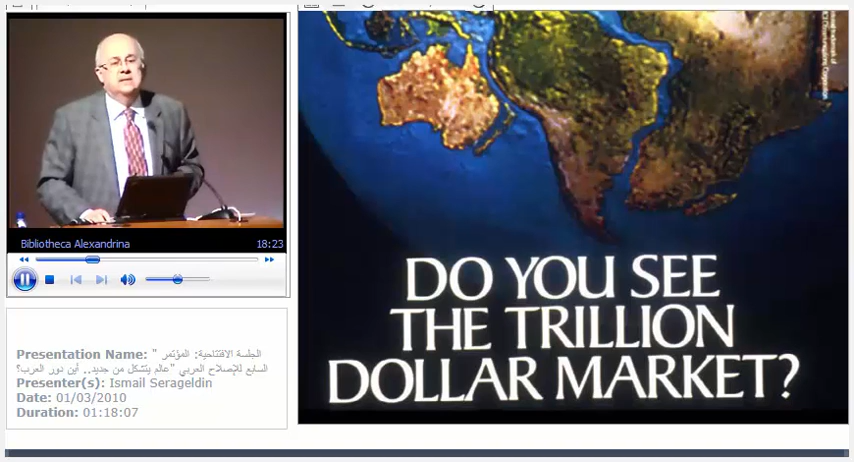 Bibliotheca Alexandrina 18:23
Presentation Name: " الجلسة الافتتاحية: المؤتمر
السابع للإصلاح العربي "عالم يتشكل من جديد.. أين دور العرب؟
Presenter(s): Ismail Serageldin
Date: 01/03/2010
Duration: 01:18:07
DO YOU SEE
THE TRILLION
DOLLAR MARKET?